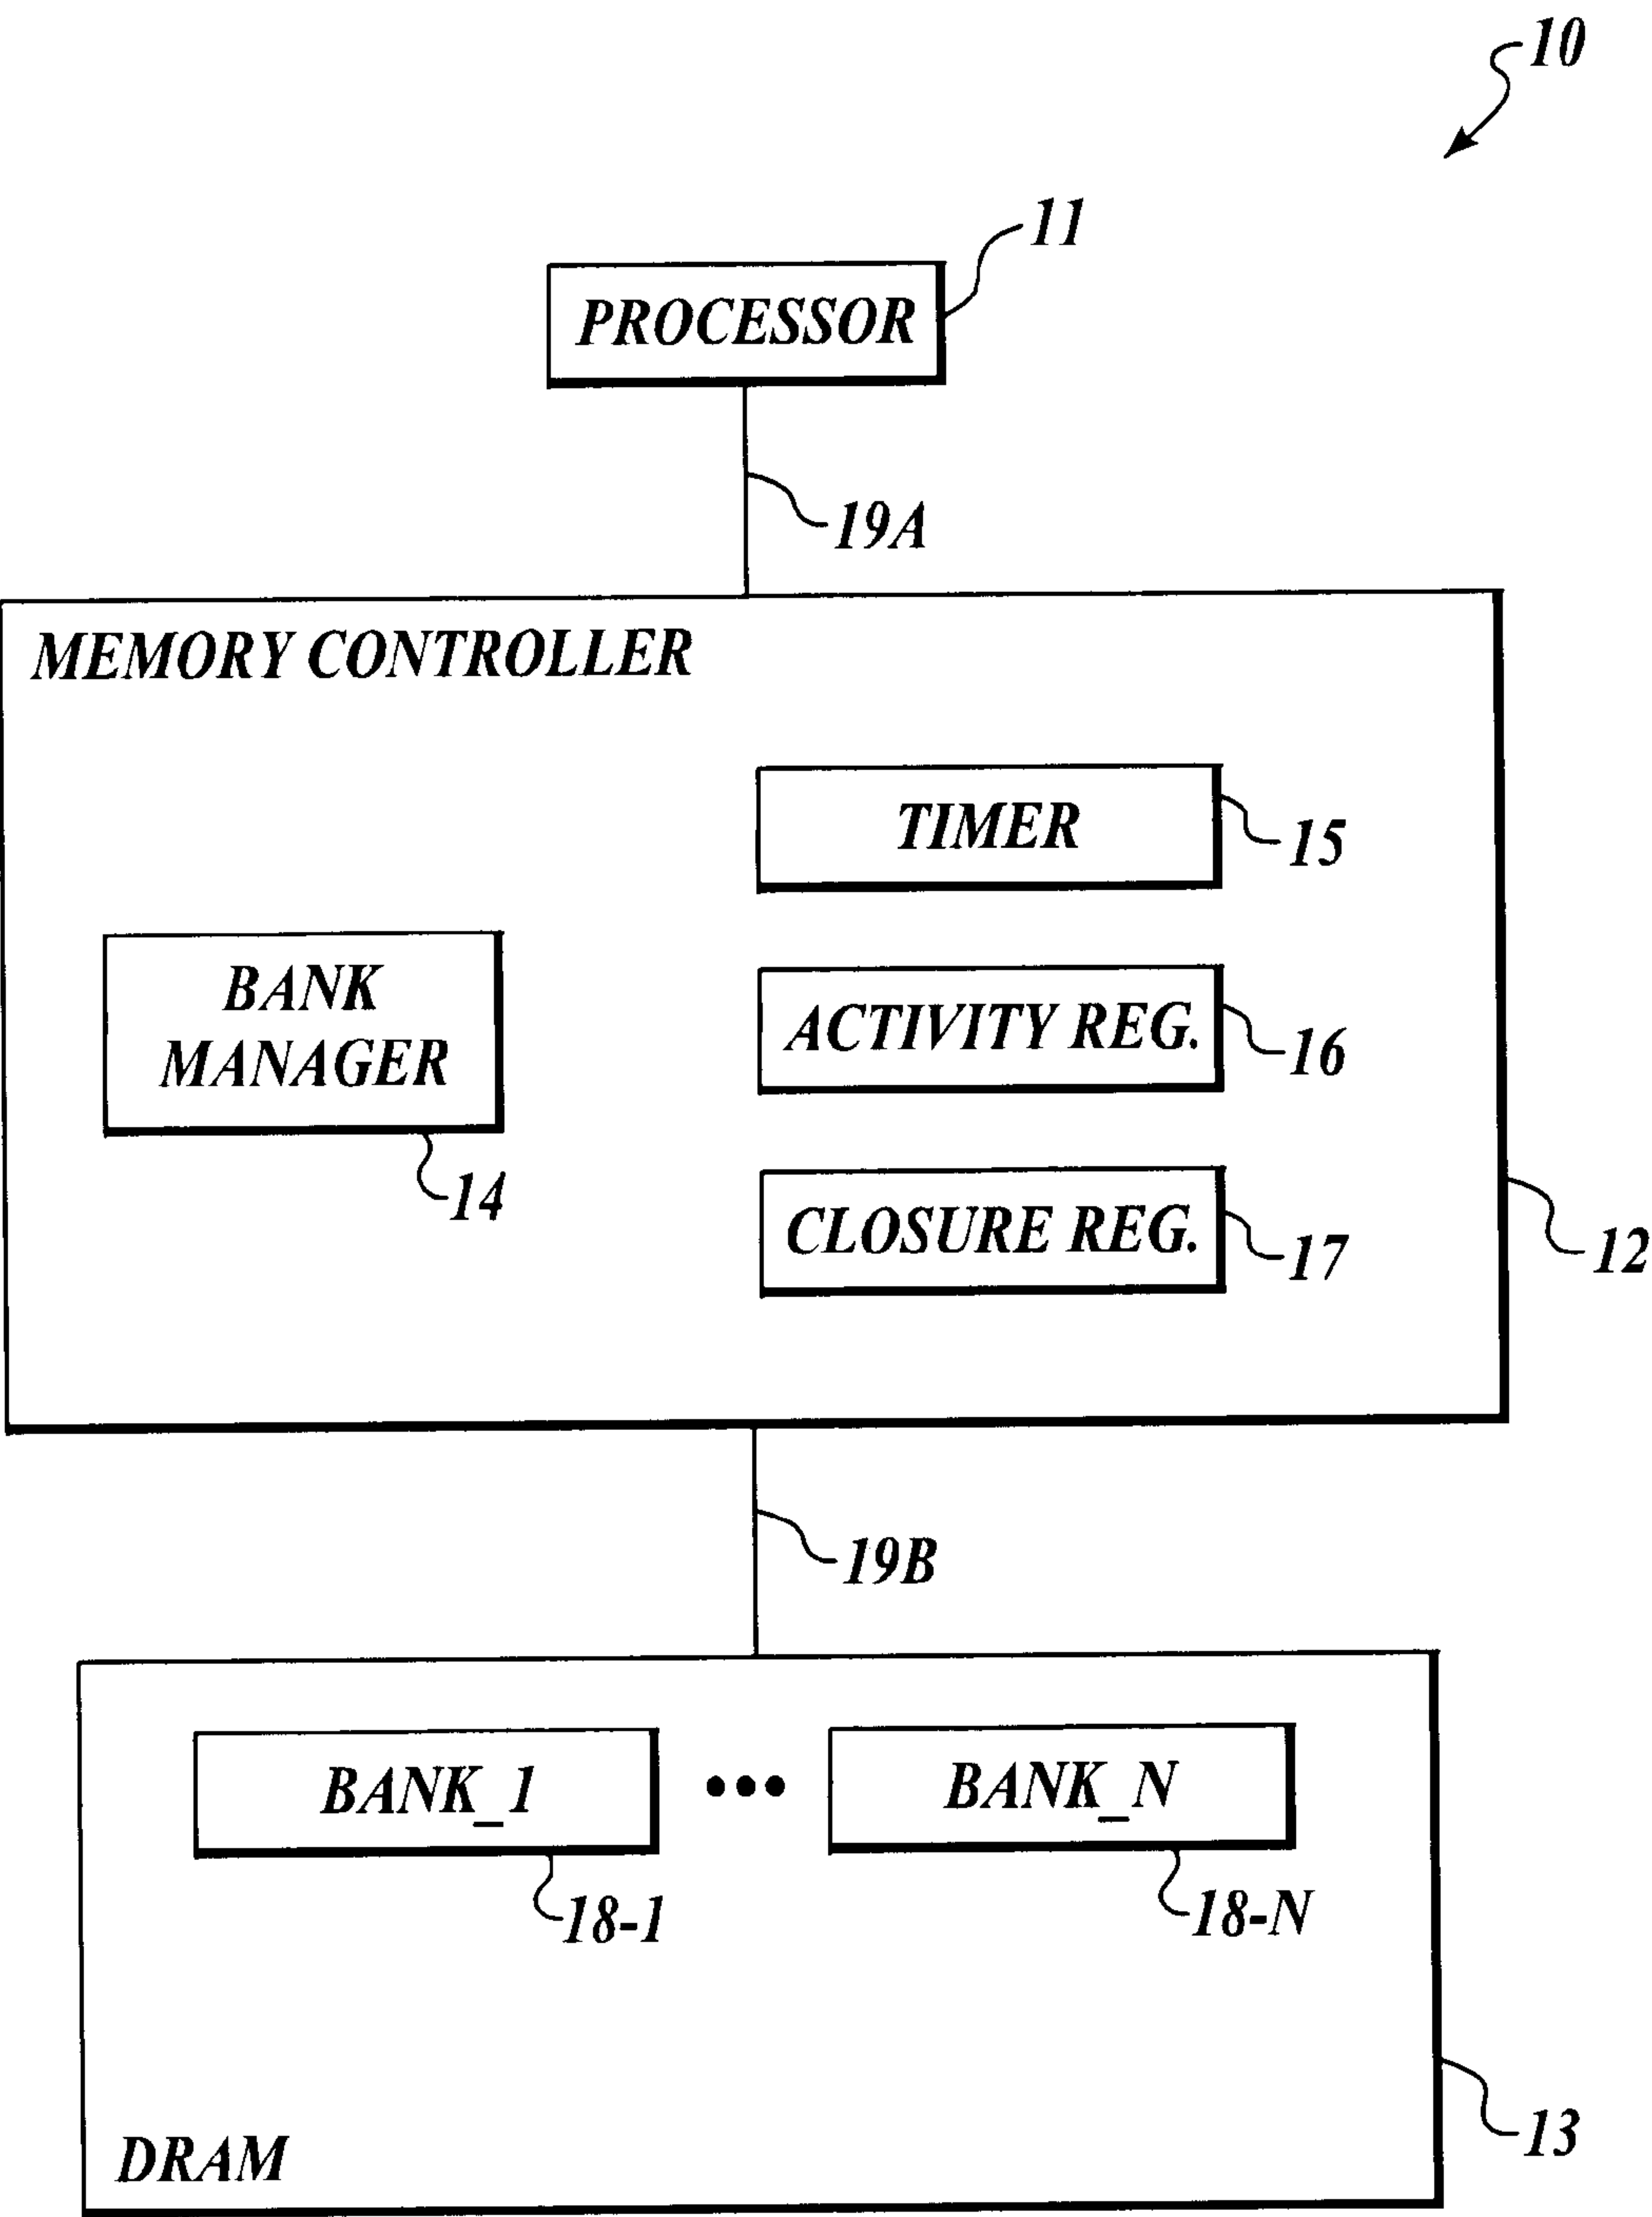 10
11
PROCESSOR
19A
MEMORY CONTROLLER
TIMER
15
BANK
MANAGER
14
ACTIVITY REG.
16
CLOSURE REG.
17
12
19B
BANK_1
•••
BANK_N
18-1
18-N
13
DRAM